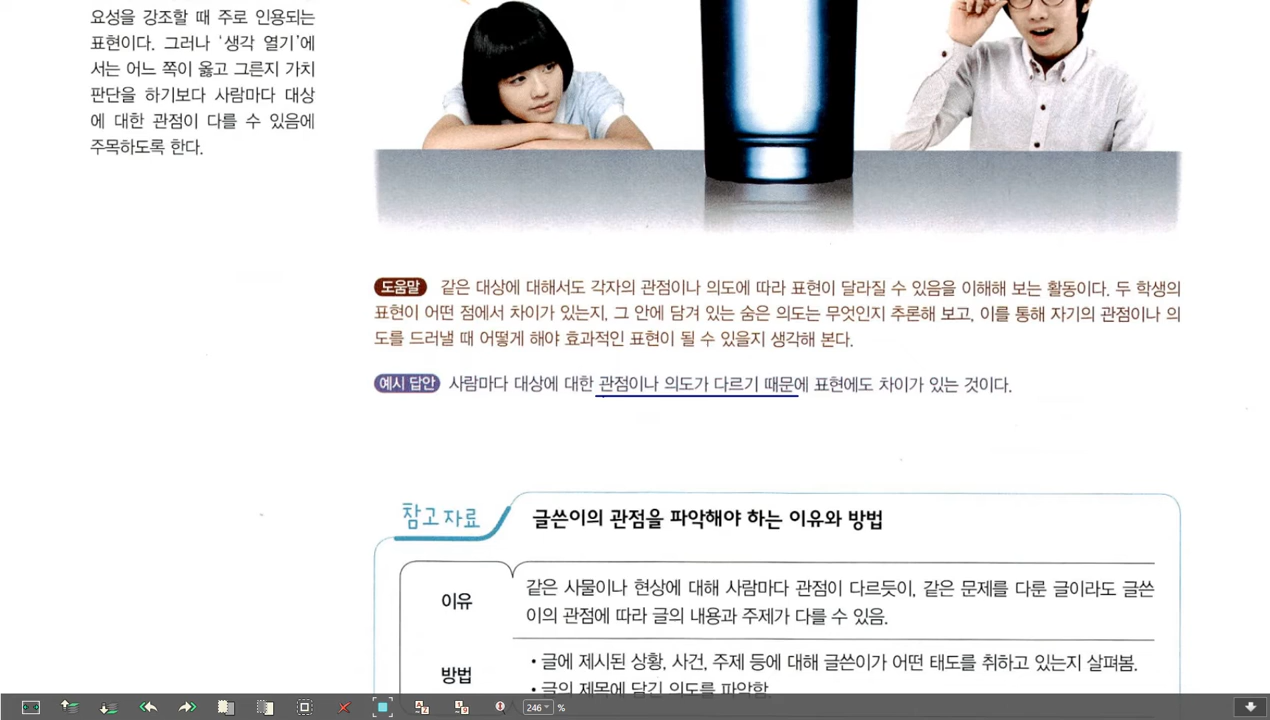 요성을 강조할 때 주로 인용되는
표현이다. 그러나 '생각 열기'에
서는 어느 쪽이 옳고 그른지 가치
판단을 하기보다 사람마다 대상
에 대한 관점이 다를 수 있음에
주목하도록 한다.
도움말 같은 대상에 대해서도 각자의 관점이나 의도에 따라 표현이 달라질 수 있음을 이해해 보는 활동이다. 두 학생의
표현이 어떤 점에서 차이가 있는지, 그 안에 담겨 있는 숨은 의도는 무엇인지 추론해 보고, 이를 통해 자기의 관점이나 의
도를 드러낼 때 어떻게 해야 효과적인 표현이 될 수 있을지 생각해 본다.
예시 답안 사람마다 대상에 대한 관점이나 의도가 다르기 때문에 표현에도 차이가 있는 것이다.
참고 자료 글쓴이의 관점을 파악해야 하는 이유와 방법
이유
같은 사물이나 현상에 대해 사람마다 관점이 다르듯이, 같은 문제를 다룬 글이라도 글쓴
이의 관점에 따라 글의 내용과 주제가 다를 수 있음.
방법
• 글에 제시된 상황, 사건, 주제 등에 대해 글쓴이가 어떤 태도를 취하고 있는지 살펴봄.
• 글의 제목에 담긴 의도를 파악함.
246 %